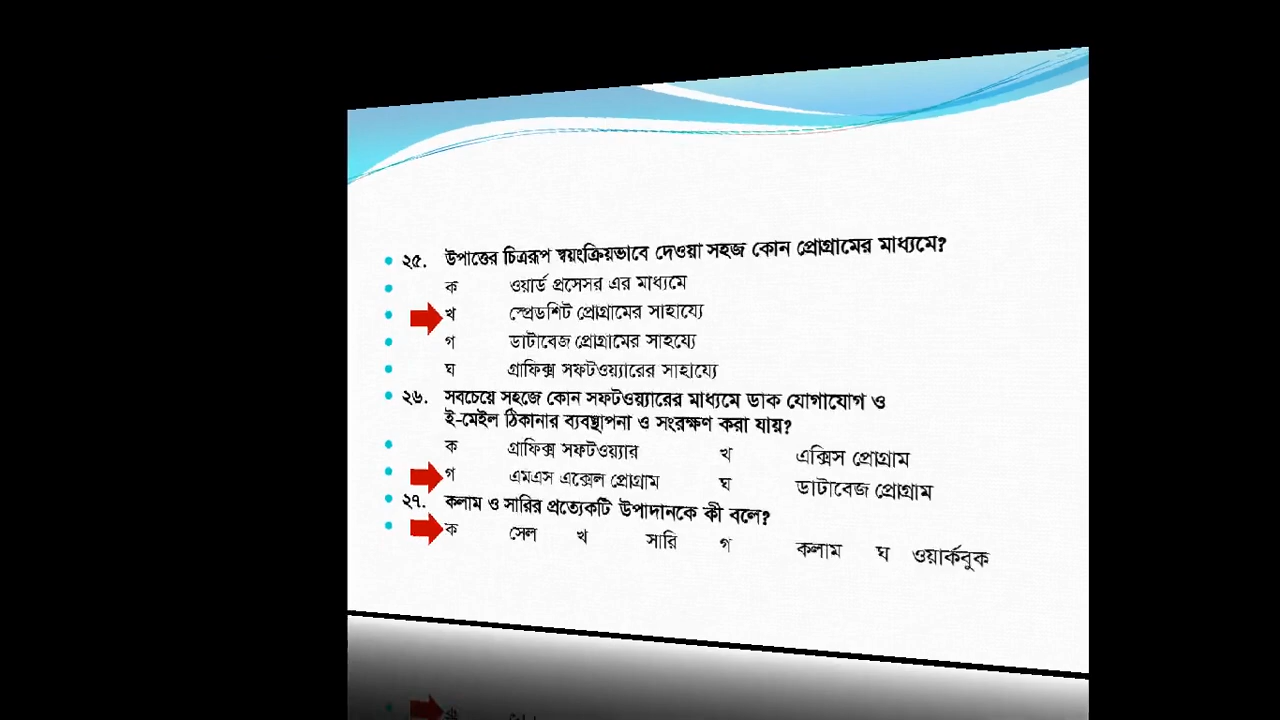 ২৫. উপাত্তের চিত্ররূপ স্বয়ংক্রিয়ভাবে দেওয়া সহজ কোন প্রোগ্রামের মাধ্যমে?
ক ওয়ার্ড প্রসেসর এর মাধ্যমে
খ স্প্রেডশিট প্রোগ্রামের সাহায্যে
গ ডাটাবেজ প্রোগ্রামের সাহয্যে
ঘ গ্রাফিক্স সফটওয়্যারের সাহায্যে
২৬. সবচেয়ে সহজে কোন সফটওয়্যারের মাধ্যমে ডাক যোগাযোগ ও
ই-মেইল ঠিকানার ব্যবস্থাপনা ও সংরক্ষণ করা যায়?
ক গ্রাফিক্স সফটওয়্যার খ এক্সিস প্রোগ্রাম
গ এমএস এক্সেল প্রোগ্রাম ঘ ডাটাবেজ প্রোগ্রাম
২৭. কলাম ও সারির প্রত্যেকটি উপাদানকে কী বলে?
ক সেল খ সারি গ কলাম ঘ ওয়ার্কবুক